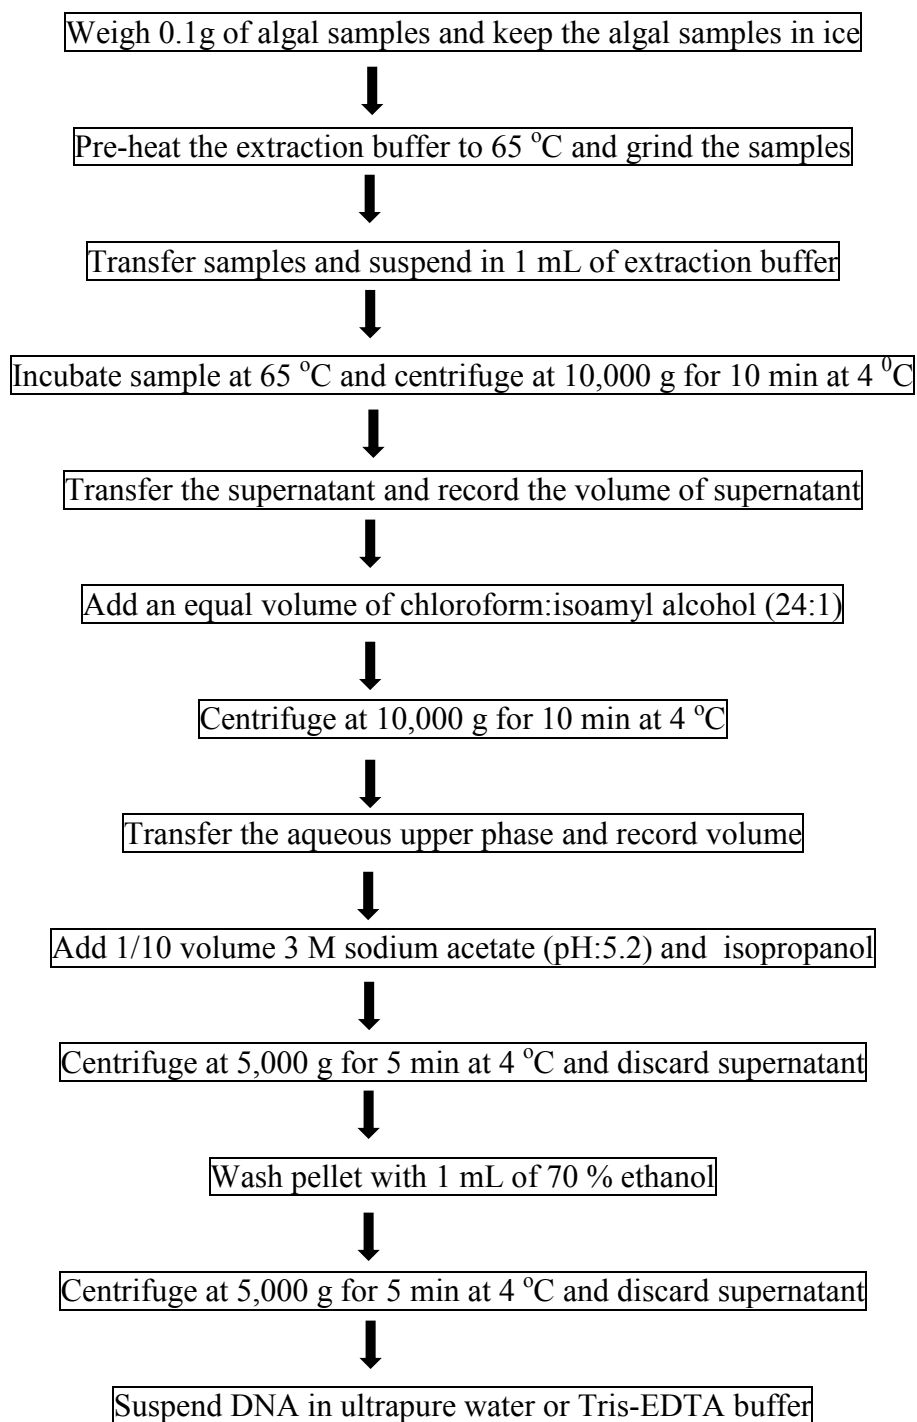 Weigh 0.1g of algal samples and keep the algal samples in ice
Pre-heat the extraction buffer to 65 °C and grind the samples
Transfer samples and suspend in 1 mL of extraction buffer
Incubate sample at 65 °C and centrifuge at 10,000 g for 10 min at 4 ⁰C
Transfer the supernatant and record the volume of supernatant
Add an equal volume of chloroform:isoamyl alcohol (24:1)
Centrifuge at 10,000 g for 10 min at 4 °C
Transfer the aqueous upper phase and record volume
Add 1/10 volume 3 M sodium acetate (pH:5.2) and isopropanol
Centrifuge at 5,000 g for 5 min at 4 °C and discard supernatant
Wash pellet with 1 mL of 70 % ethanol
Centrifuge at 5,000 g for 5 min at 4 °C and discard supernatant
Suspend DNA in ultrapure water or Tris-EDTA buffer